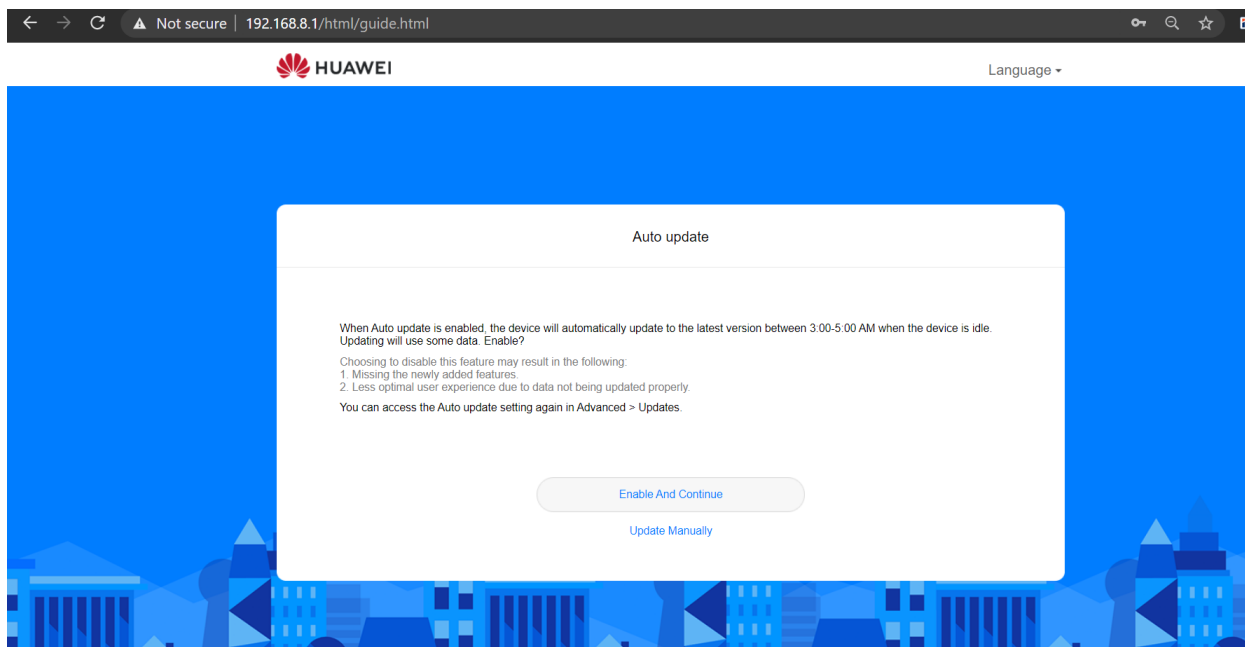 Not secure 192.168.8.1/html/guide.html
HUAWEI
Language
Auto update
When Auto update is enabled, the device will automatically update to the latest version between 3:00-5:00 AM when the device is idle.
Updating will use some data. Enable?
Choosing to disable this feature may result in the following:
1. Missing the newly added features.
2. Less optimal user experience due to data not being updated properly.
You can access the Auto update setting again in Advanced > Updates.
Enable And Continue
Update Manually